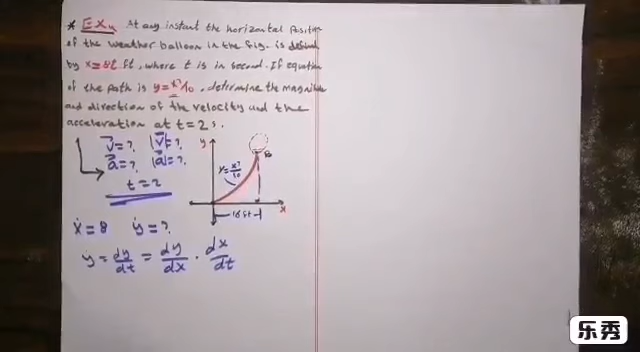 * Ex4 At any instant the horizontal position
of the weather balloon in the fig. is defined
by x=8t ft, where t is in second. If equation
of the path is y=x²/10, determine the magnitude
and direction of the velocity and the
acceleration at t=2s.
v=? |v|=?
a=? |a|=?
t=2
y
B
y=x²/10
16 ft
x
ẋ=8 ẏ=?
ẏ = dy/dt = dy/dx . dx/dt
乐秀